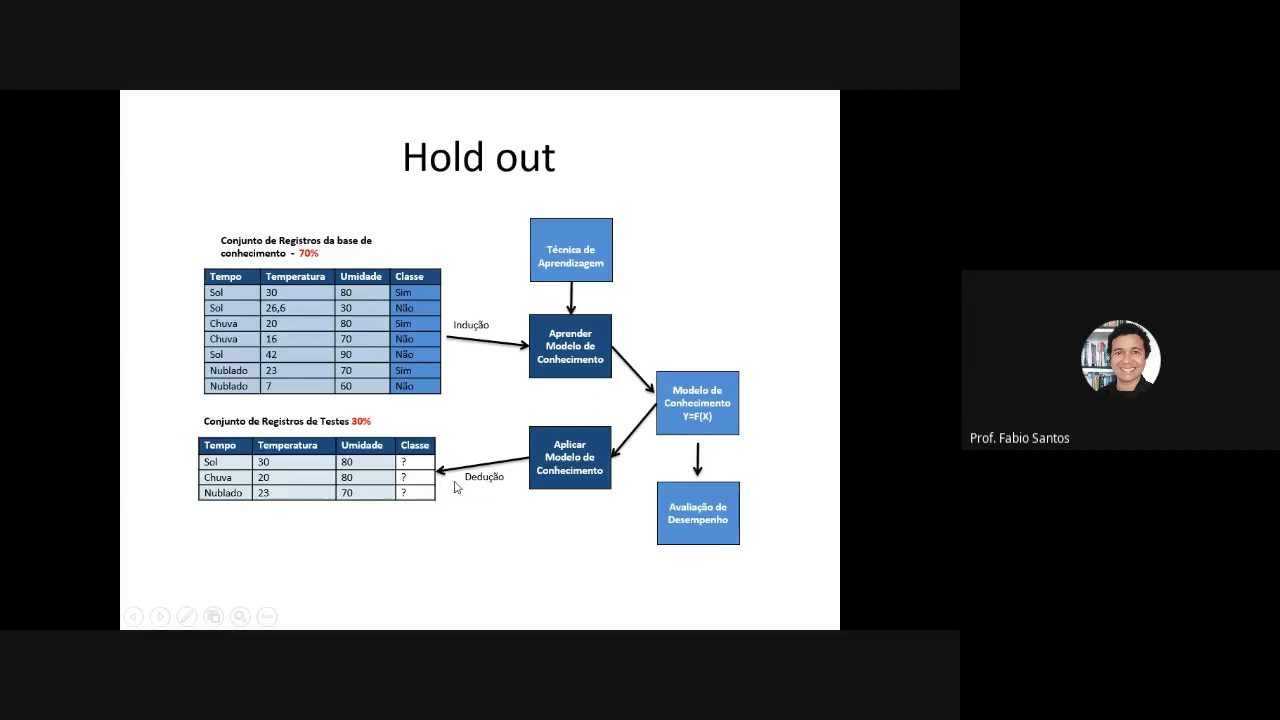 Hold out
Conjunto de Registros da base de
conhecimento - 70%
Tempo Temperatura Umidade Classe
Sol 30 80 Sim
Sol 26,6 30 Não
Chuva 20 80 Sim
Chuva 16 70 Não
Sol 42 90 Não
Nublado 23 70 Sim
Nublado 7 60 Não
Conjunto de Registros de Testes 30%
Tempo Temperatura Umidade Classe
Sol 30 80 ?
Chuva 20 80 ?
Nublado 23 70 ?
Indução
Dedução
Técnica de
Aprendizagem
Aprender
Modelo de
Conhecimento
Modelo de
Conhecimento
Y=F(X)
Aplicar
Modelo de
Conhecimento
Avaliação de
Desempenho
Prof. Fabio Santos